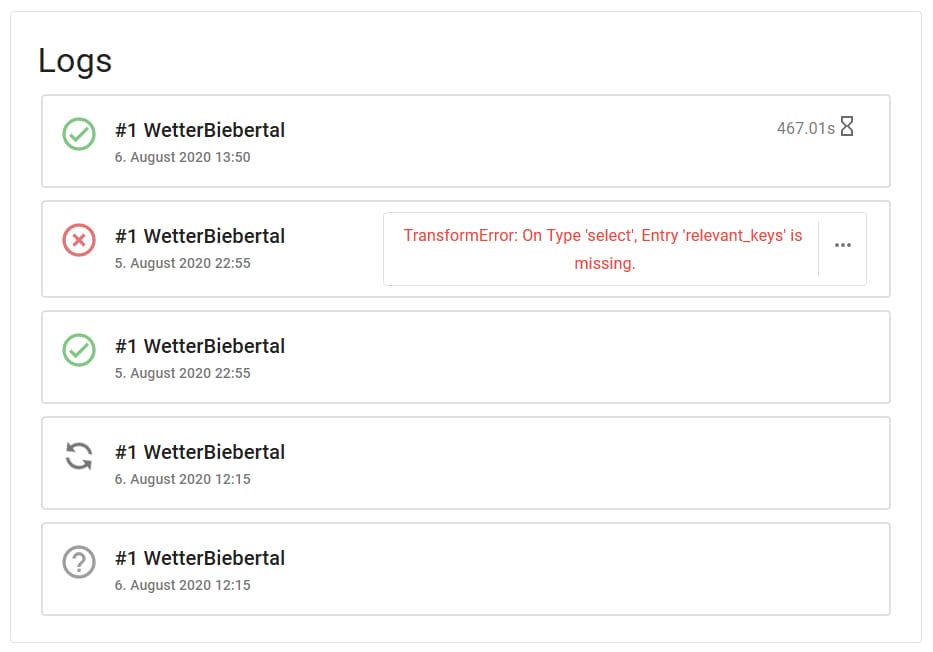 Logs
#1 WetterBiebertal
467.01s
6. August 2020 13:50
#1 WetterBiebertal
5. August 2020 22:55
TransformError: On Type 'select', Entry 'relevant_keys' is
missing.
#1 WetterBiebertal
5. August 2020 22:55
#1 WetterBiebertal
6. August 2020 12:15
#1 WetterBiebertal
6. August 2020 12:15